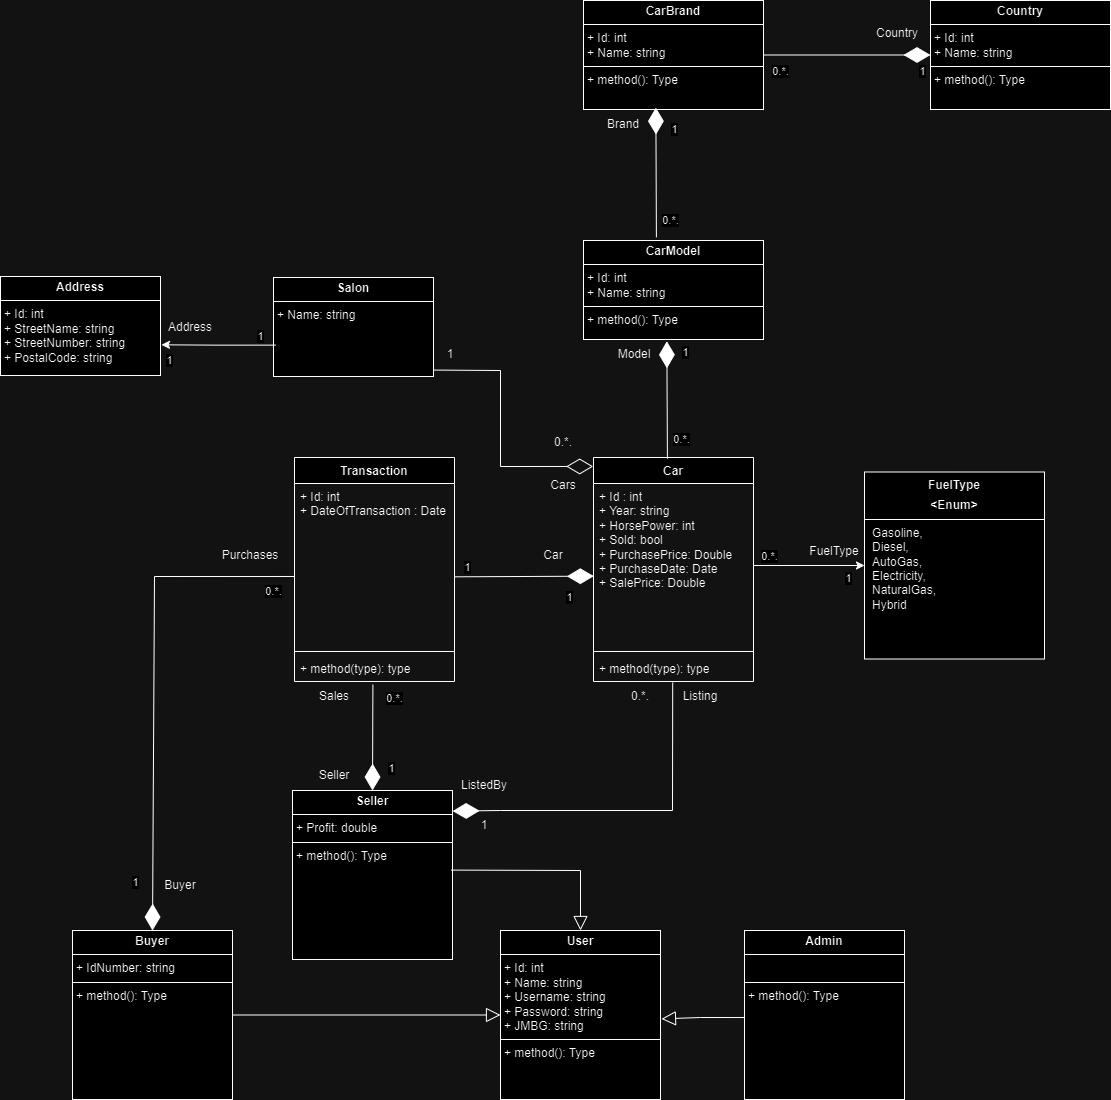 CarBrand
+ Id: int
+ Name: string
+ method(): Type
Country
+ Id: int
+ Name: string
+ method(): Type
Country
0.*.
1
Brand
1
0.*.
CarModel
+ Id: int
+ Name: string
+ method(): Type
Address
+ Id: int
+ StreetName: string
+ StreetNumber: string
+ PostalCode: string
Address
1
1
Salon
+ Name: string
1
Model
1
0.*.
0.*.
Cars
Transaction
+ Id: int
+ DateOfTransaction : Date
+ method(type): type
Car
+ Id : int
+ Year: string
+ HorsePower: int
+ Sold: bool
+ PurchasePrice: Double
+ PurchaseDate: Date
+ SalePrice: Double
+ method(type): type
FuelType
<Enum>
Gasoline,
Diesel,
AutoGas,
Electricity,
NaturalGas,
Hybrid
0.*.
FuelType
1
Purchases
0.*.
Car
1
1
Sales
0.*.
0.*.
Listing
Seller
1
ListedBy
1
Seller
+ Profit: double
+ method(): Type
1
Buyer
Buyer
+ IdNumber: string
+ method(): Type
User
+ Id: int
+ Name: string
+ Username: string
+ Password: string
+ JMBG: string
+ method(): Type
Admin
+ method(): Type